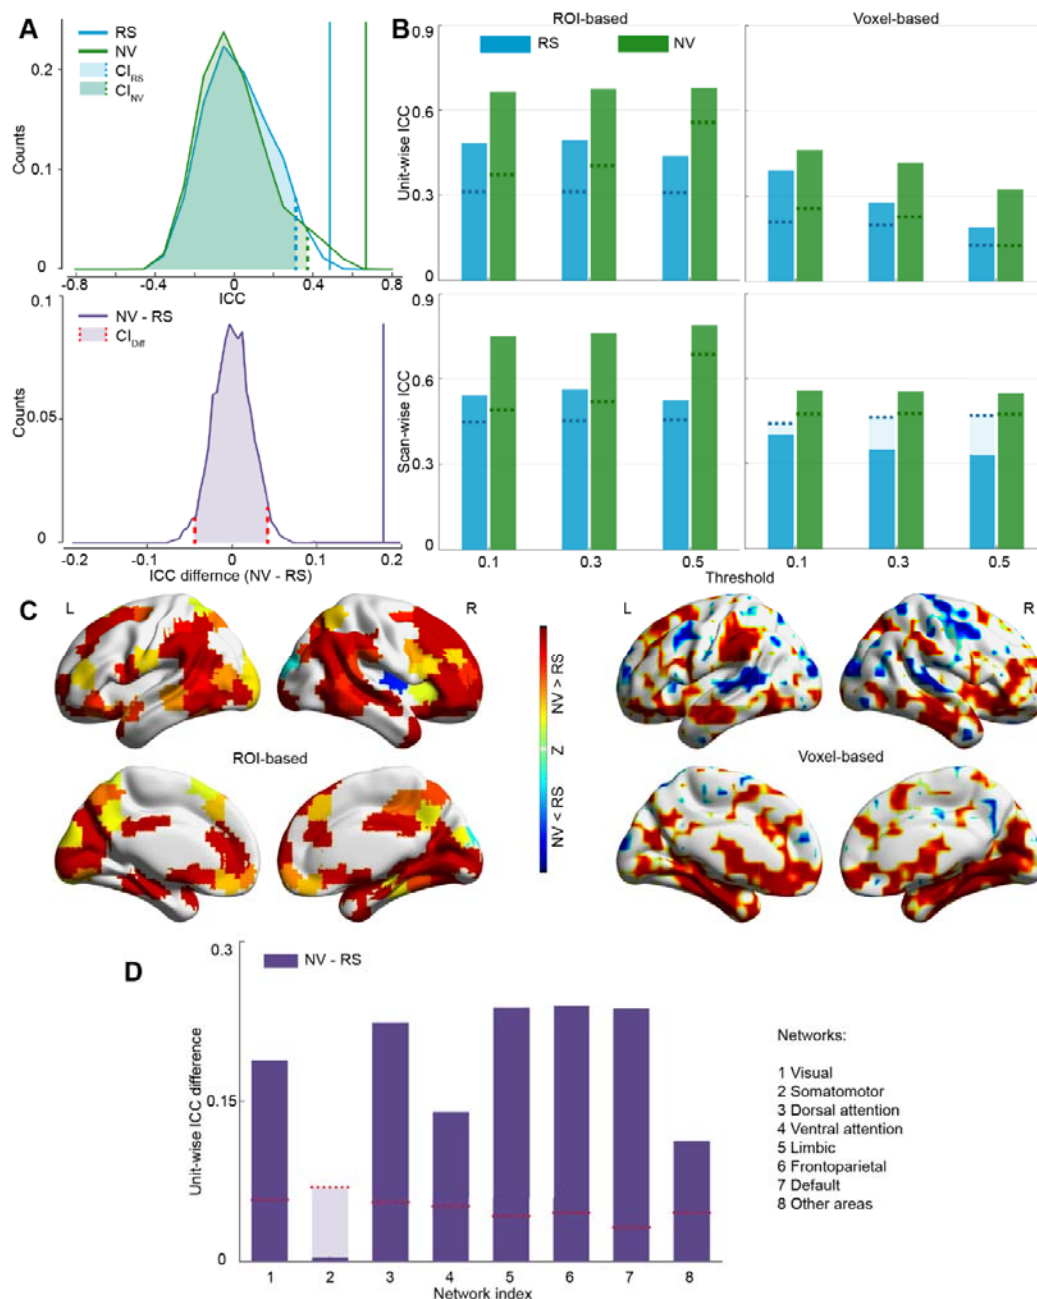 A
RS
NV
CIRS
CINV
0.2
0.1
0
Counts
-0.8
-0.4
0
0.4
0.8
ICC
0.1
NV - RS
CIDiff
0.05
0
Counts
-0.2
-0.1
0
0.1
0.2
ICC differnce (NV - RS)
B
ROI-based
Voxel-based
RS
NV
0.9
0.6
0.3
0
Unit-wise ICC
0.9
0.6
0.3
0
Scan-wise ICC
0.1
0.3
0.5
0.1
0.3
0.5
Threshold
C
L
R
ROI-based
NV > RS
Z
NV < RS
L
R
Voxel-based
D
NV - RS
0.3
0.15
0
Unit-wise ICC difference
1
2
3
4
5
6
7
8
Network index
Networks:
1 Visual
2 Somatomotor
3 Dorsal attention
4 Ventral attention
5 Limbic
6 Frontoparietal
7 Default
8 Other areas